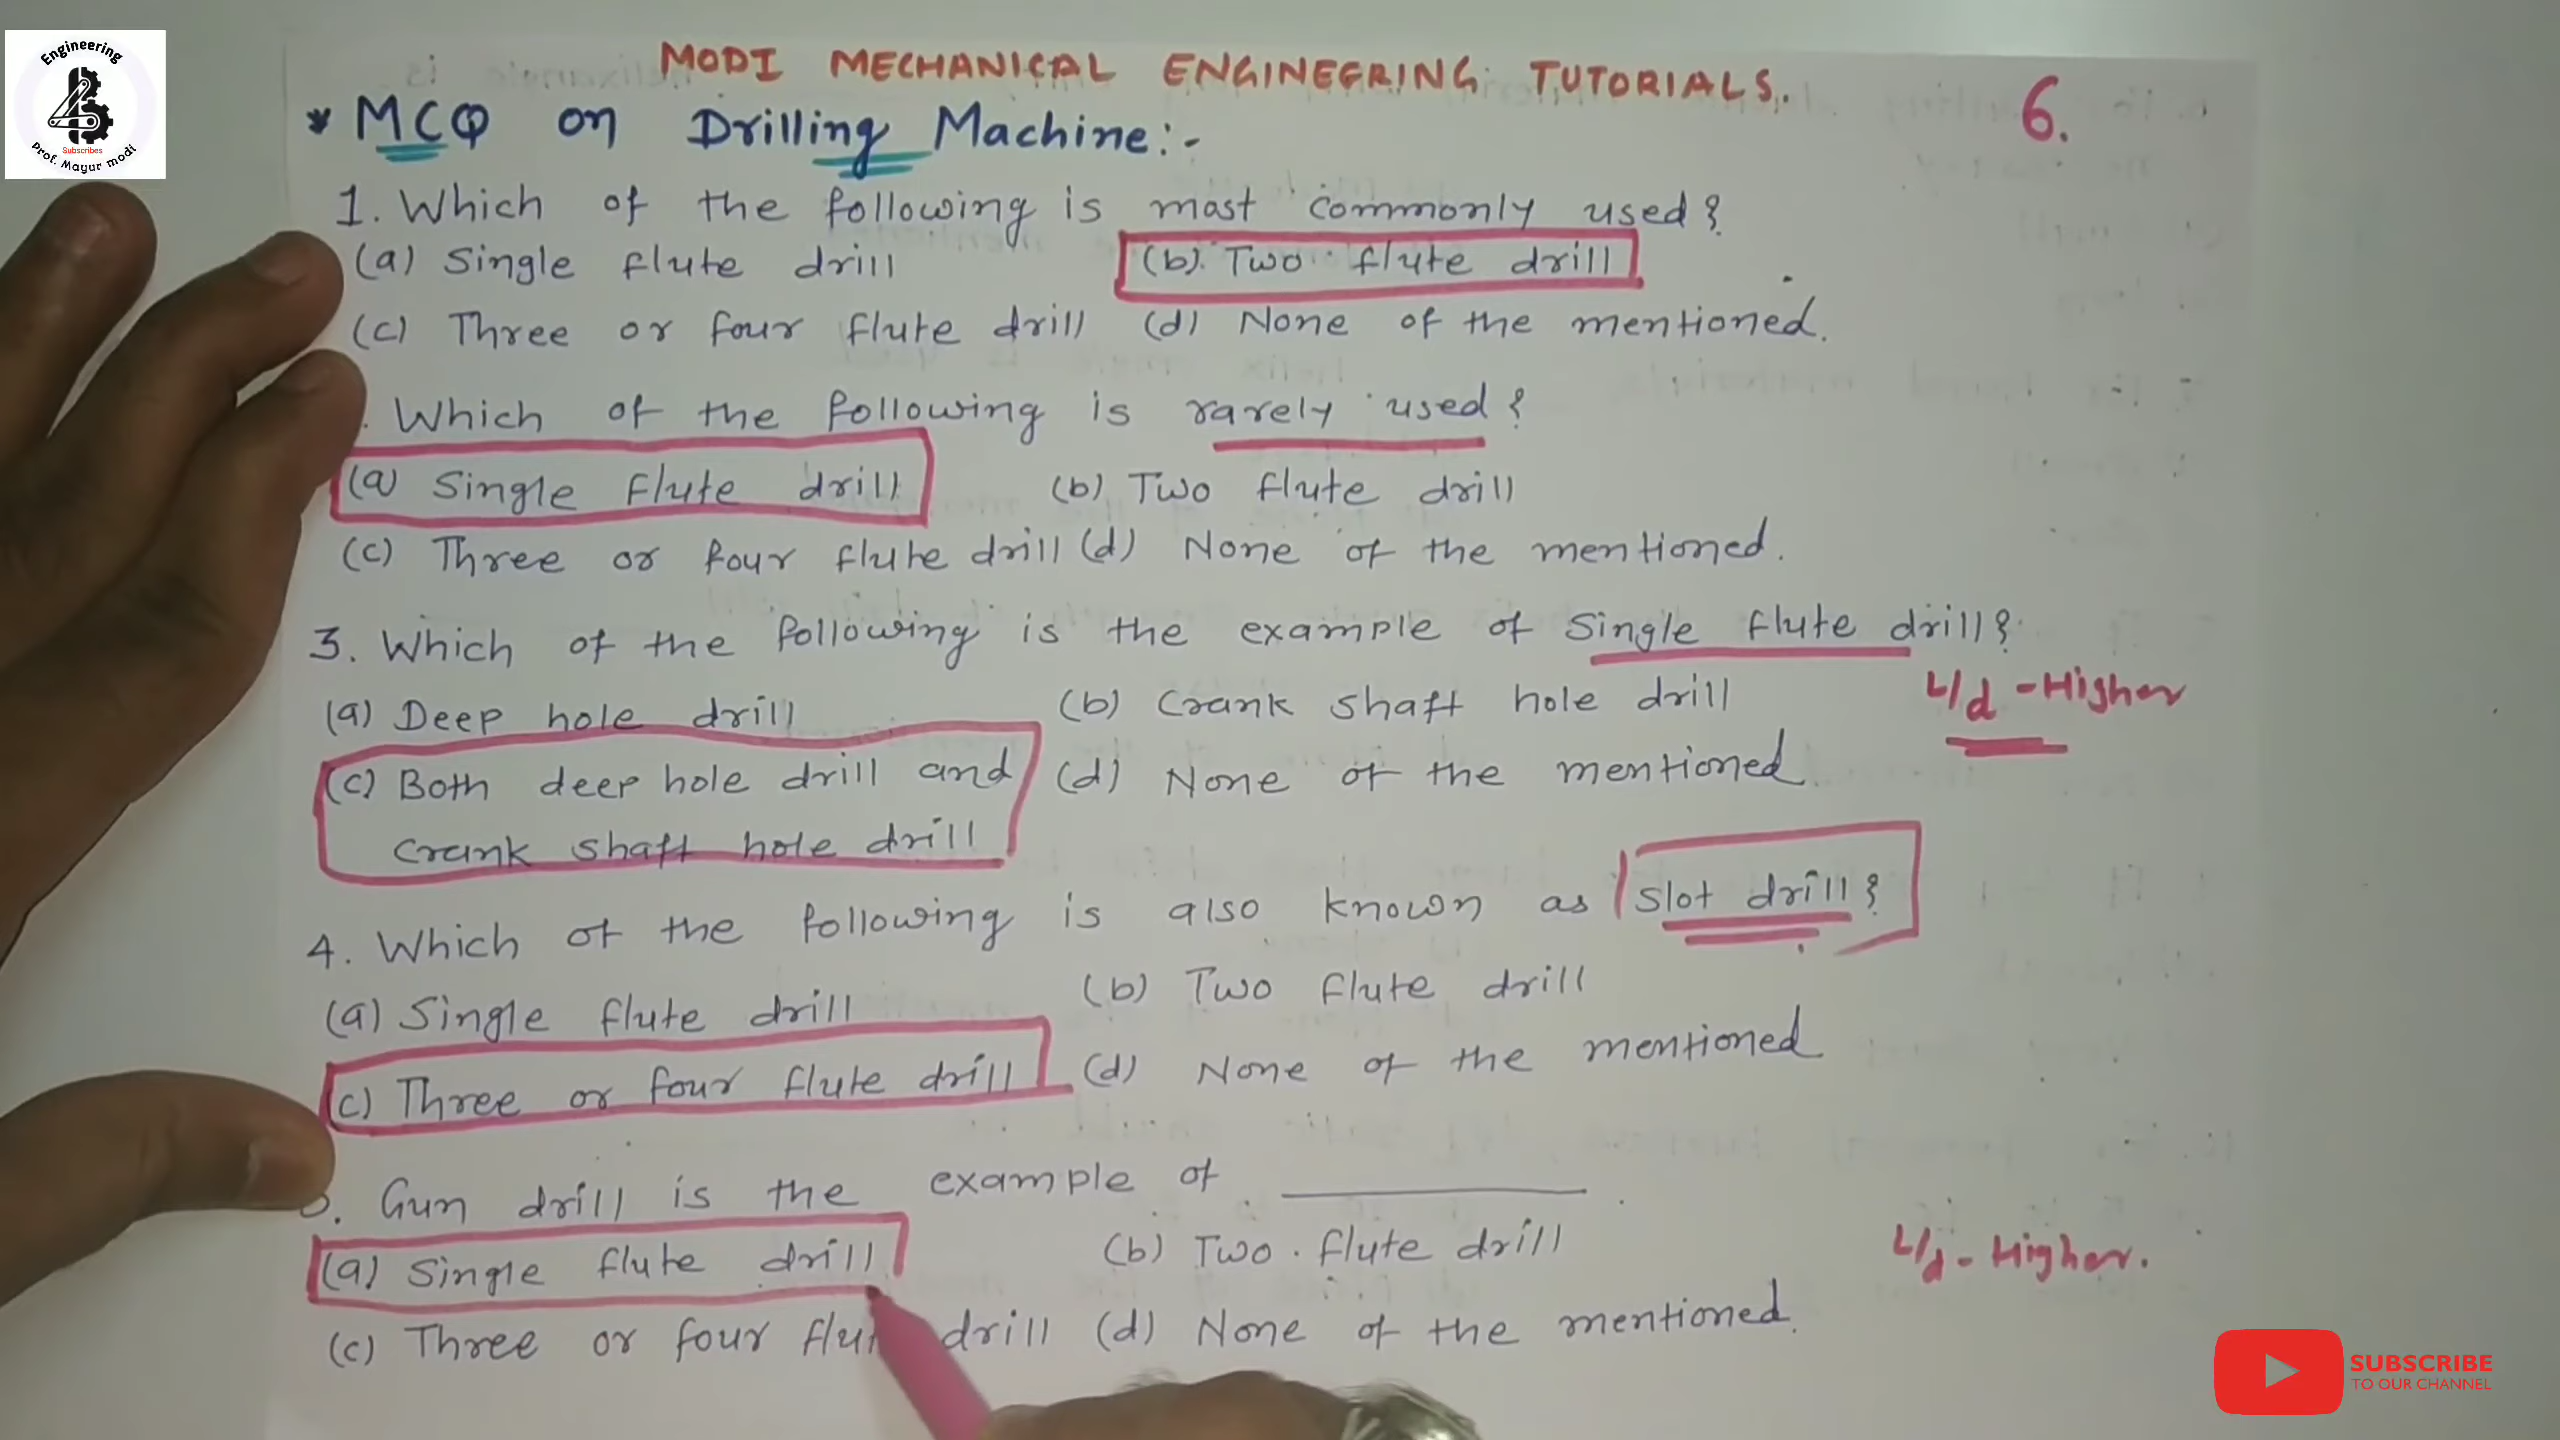 Engineering
Subscribes
Prof. Mayur modi
MODI MECHANICAL ENGINEERING TUTORIALS.
6.
* MCQ on Drilling Machine:-
1. Which of the following is most commonly used?
(a) Single flute drill (b) Two flute drill
(c) Three or four flute drill (d) None of the mentioned.
. Which of the following is rarely used?
(a) Single flute drill (b) Two flute drill
(c) Three or four flute drill (d) None of the mentioned.
3. Which of the following is the example of Single flute drill?
(a) Deep hole drill (b) Crank shaft hole drill
L/d - Higher
(c) Both deep hole drill and (d) None of the mentioned
crank shaft hole drill
4. Which of the following is also known as slot drill?
(a) Single flute drill (b) Two flute drill
(c) Three or four flute drill (d) None of the mentioned
. Gun drill is the example of ________.
(a) Single flute drill (b) Two flute drill
L/d - Higher.
(c) Three or four drill (d) None of the mentioned.
SUBSCRIBE
TO OUR CHANNEL